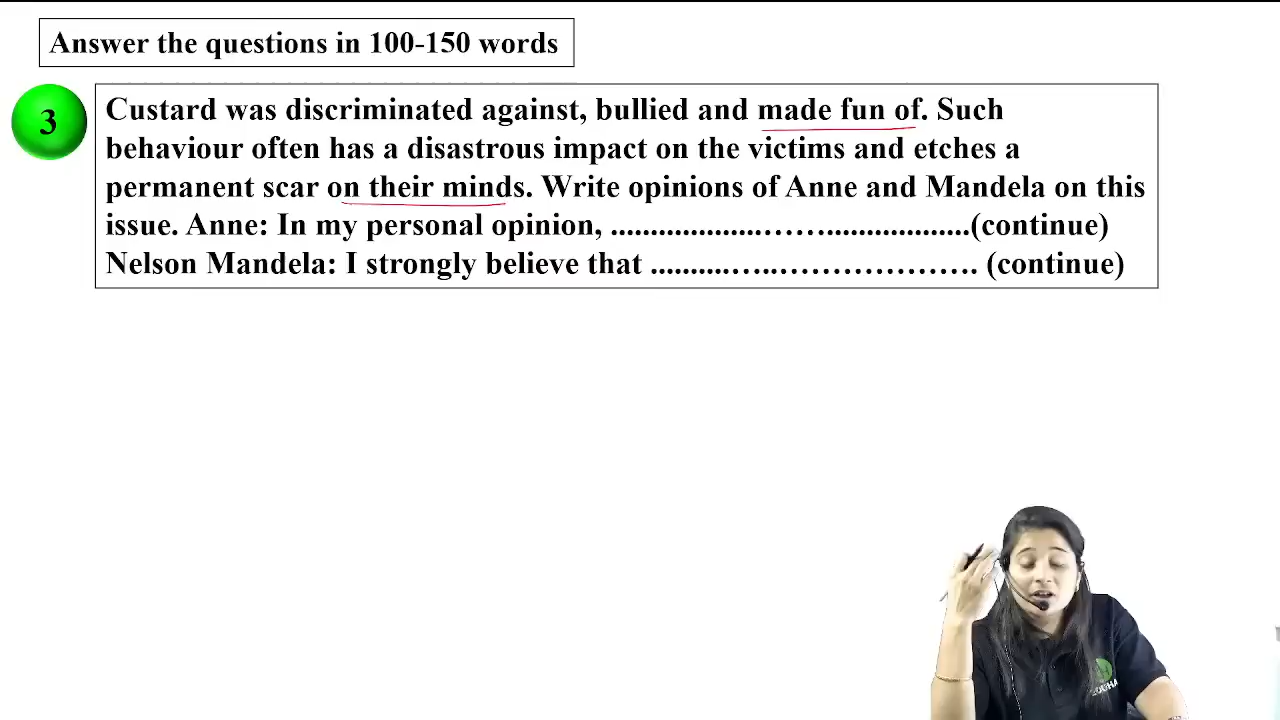 Answer the questions in 100-150 words
3
Custard was discriminated against, bullied and made fun of. Such
behaviour often has a disastrous impact on the victims and etches a
permanent scar on their minds. Write opinions of Anne and Mandela on this
issue. Anne: In my personal opinion, ...................…….................(continue)
Nelson Mandela: I strongly believe that ..........…..…………………. (continue)